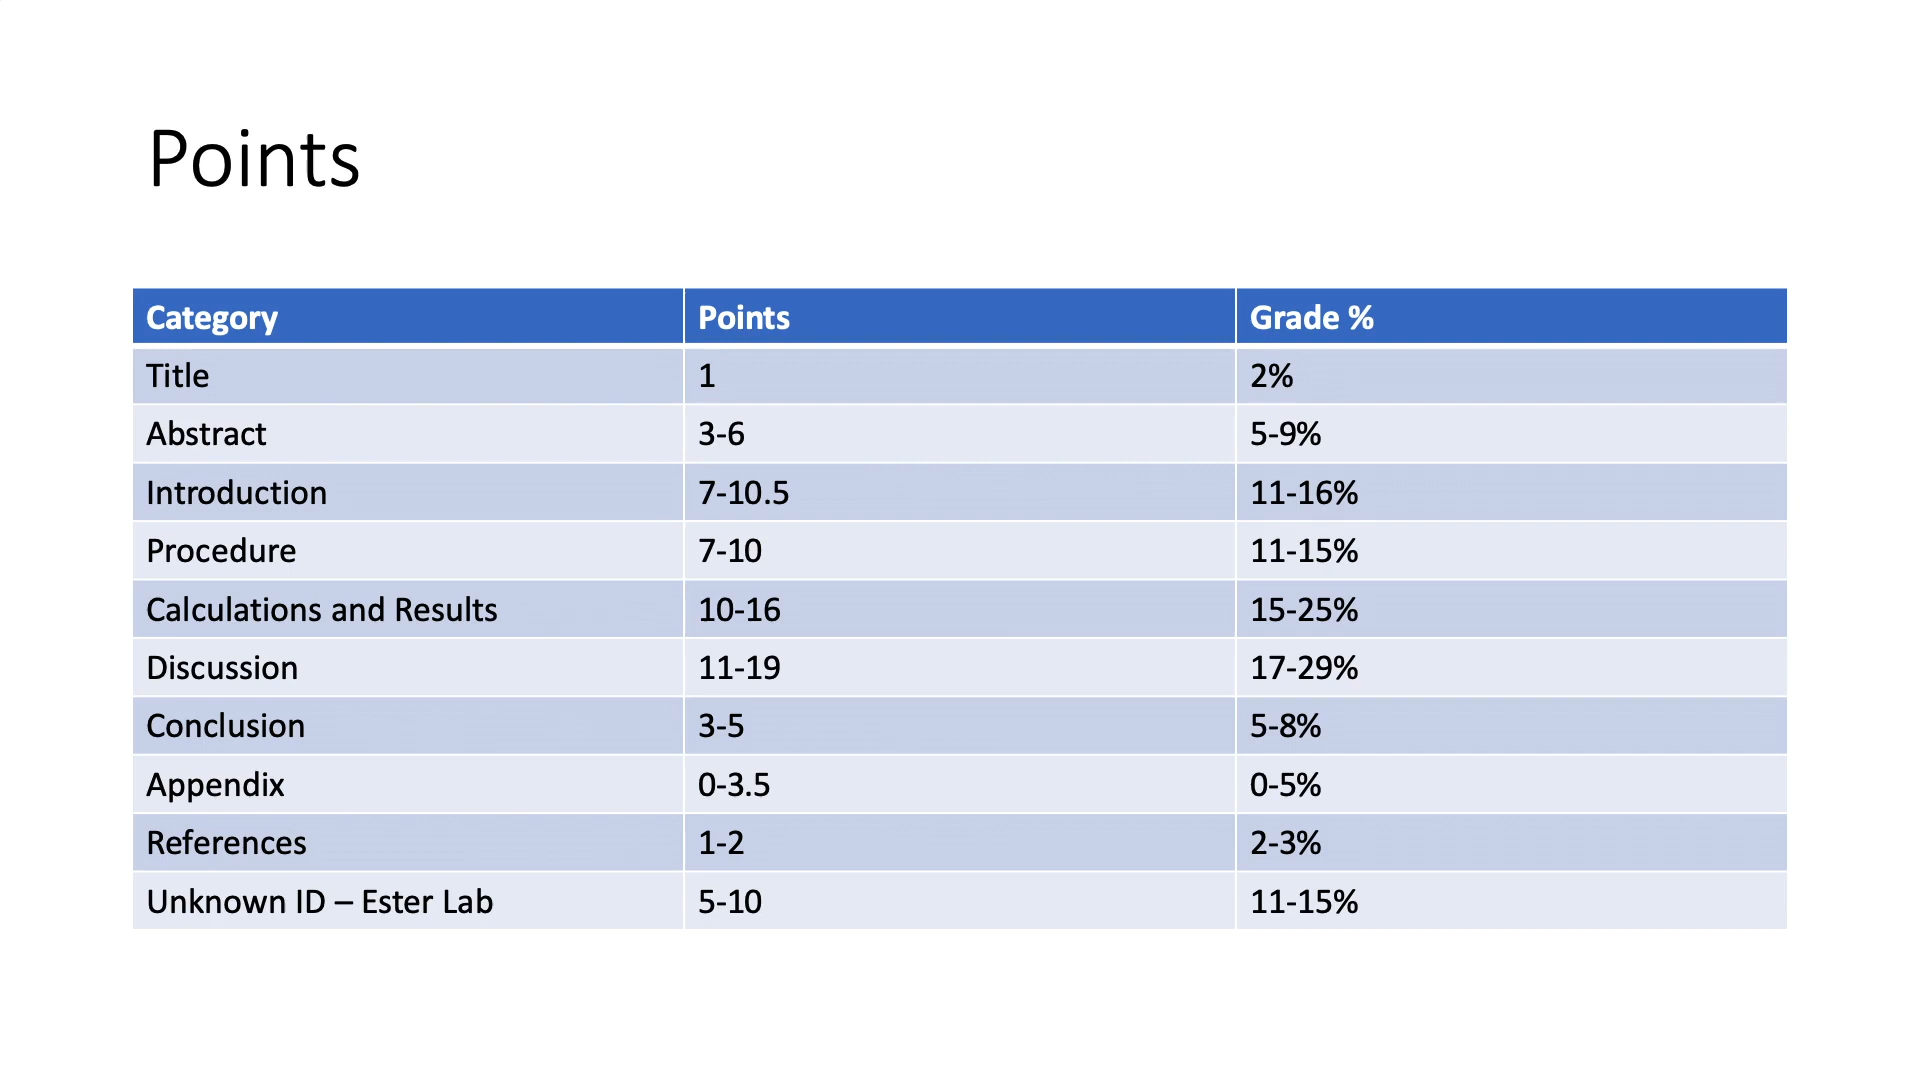 Points
Category Points Grade %
Title 1 2%
Abstract 3-6 5-9%
Introduction 7-10.5 11-16%
Procedure 7-10 11-15%
Calculations and Results 10-16 15-25%
Discussion 11-19 17-29%
Conclusion 3-5 5-8%
Appendix 0-3.5 0-5%
References 1-2 2-3%
Unknown ID – Ester Lab 5-10 11-15%